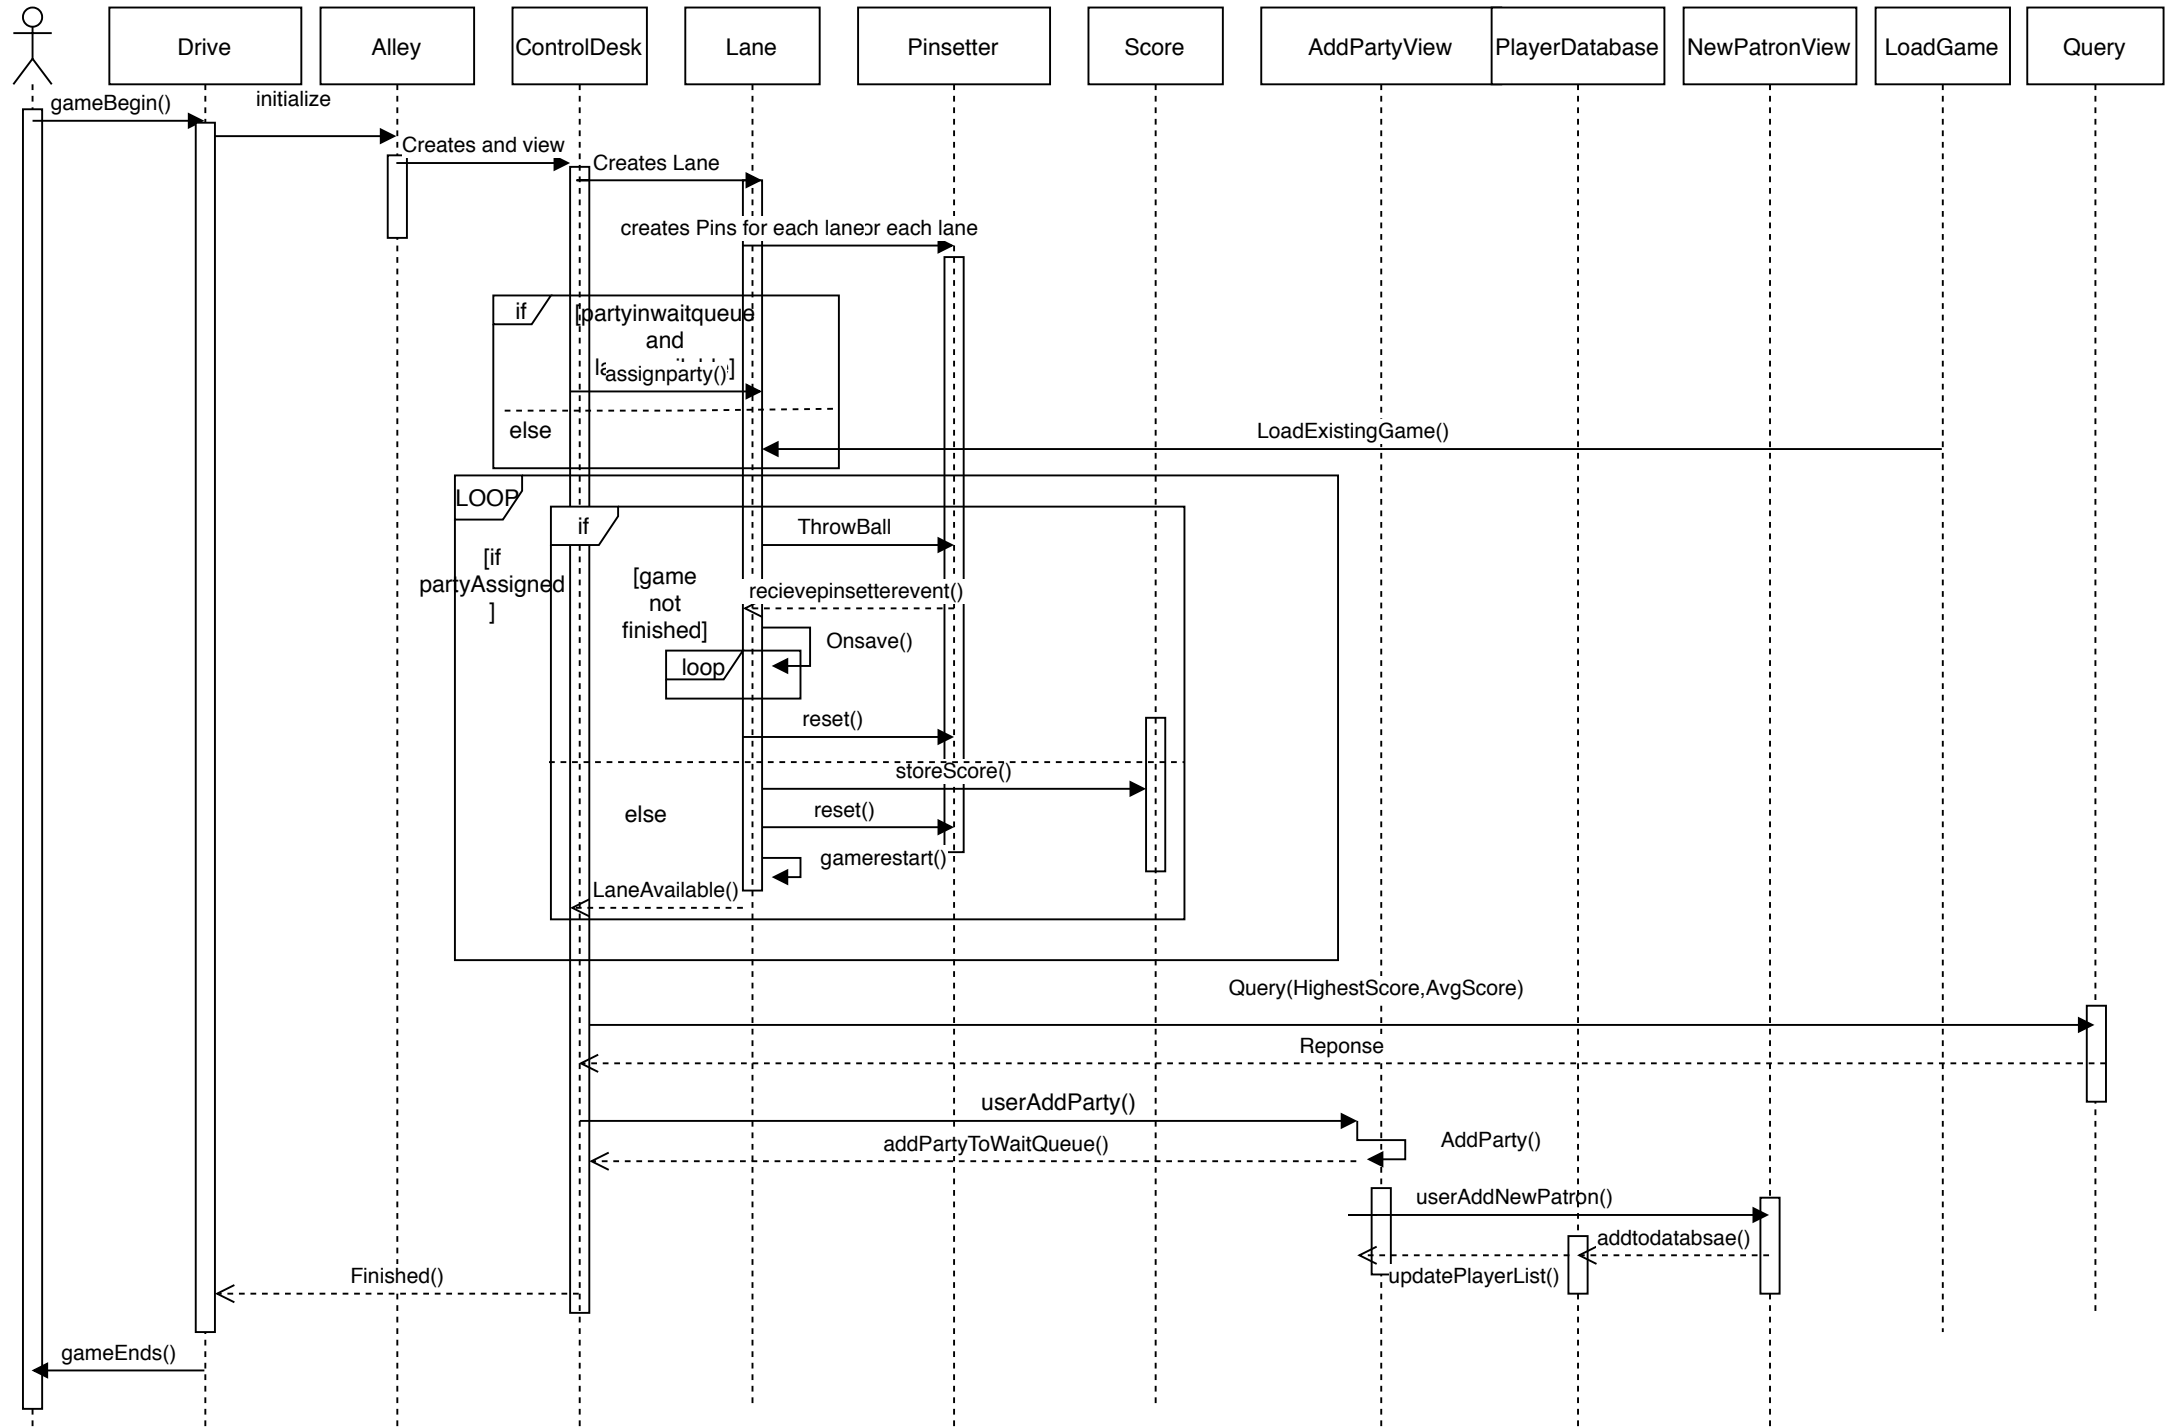 Drive
Alley
ControlDesk
Lane
Pinsetter
Score
AddPartyView
PlayerDatabase
NewPatronView
LoadGame
Query
gameBegin()
initialize
Creates and view
Creates Lane
creates Pins for each lane
or each lane
if
[partyinwaitqueue
and
]
assignparty()
else
LoadExistingGame()
LOOP
[if
partyAssigned
]
if
ThrowBall
[game
not
finished]
recievepinsetterevent()
Onsave()
loop
reset()
storeScore()
else
reset()
gamerestart()
LaneAvailable()
Query(HighestScore,AvgScore)
Reponse
userAddParty()
AddParty()
addPartyToWaitQueue()
userAddNewPatron()
addtodatabsae()
updatePlayerList()
Finished()
gameEnds()